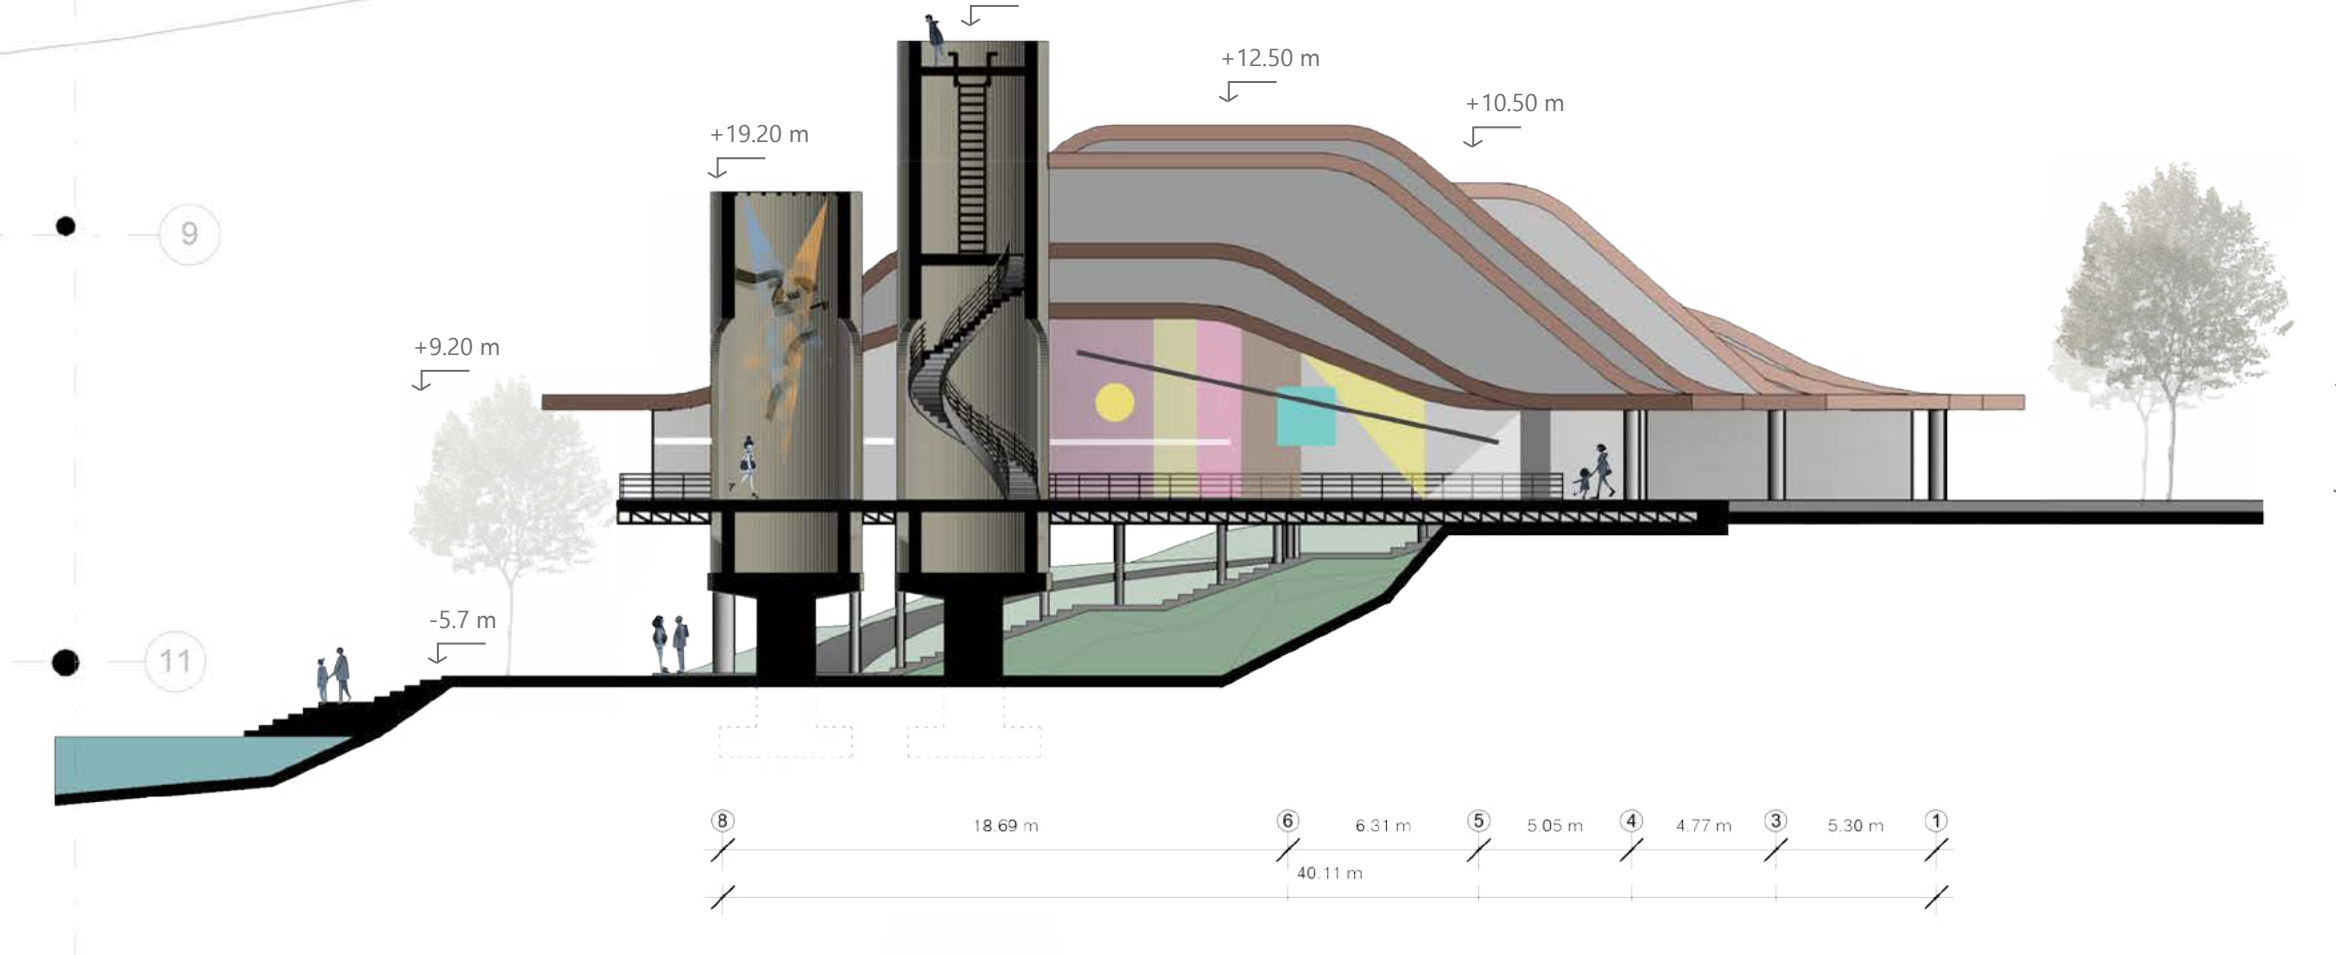 +12.50 m
+10.50 m
+19.20 m
9
+9.20 m
-5.7 m
11
8
18.69 m
6
6.31 m
5
5.05 m
4
4.77 m
3
5.30 m
1
40.11 m